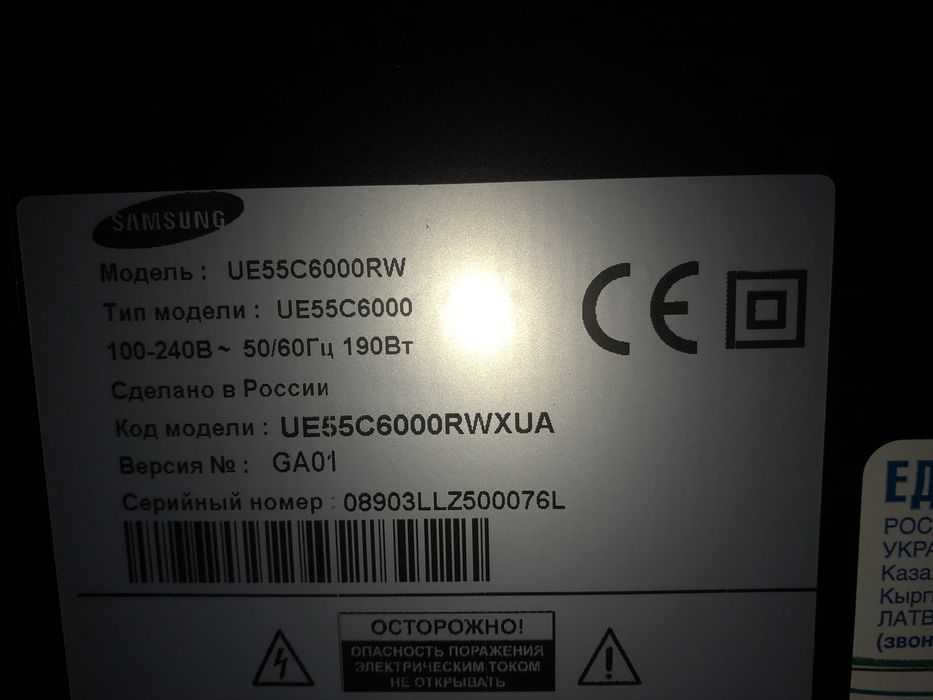 SAMSUNG
Модель : UE55C6000RW
Тип модели : UE55C6000
100-240В ~ 50/60Гц 190Вт
Сделано в России
Код модели : UE55C6000RWXUA
Версия № : GA01
Серийный номер : 08903LLZ500076L
CE
ОСТОРОЖНО!
ОПАСНОСТЬ ПОРАЖЕНИЯ
ЭЛЕКТРИЧЕСКИМ ТОКОМ
НЕ ОТКРЫВАТЬ
ЕД
РОС
УКРА
Каза
Кырг
ЛАТВ
(звон